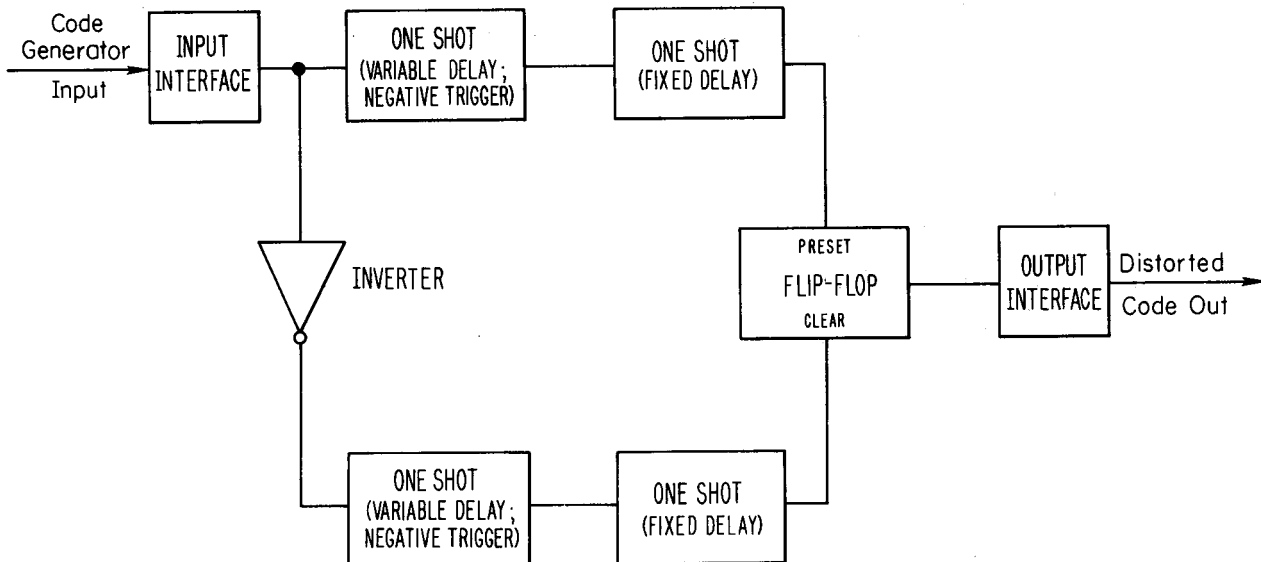 Code
Generator
Input
INPUT
INTERFACE
ONE SHOT
(VARIABLE DELAY;
NEGATIVE TRIGGER)
ONE SHOT
(FIXED DELAY)
INVERTER
PRESET
FLIP-FLOP
CLEAR
OUTPUT
INTERFACE
Distorted
Code Out
ONE SHOT
(VARIABLE DELAY;
NEGATIVE TRIGGER)
ONE SHOT
(FIXED DELAY)